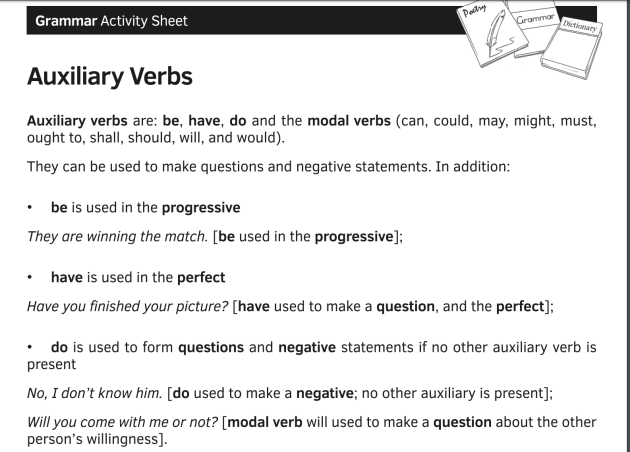 Grammar Activity Sheet
Poetry
Grammar
Dictionary
Auxiliary Verbs
Auxiliary verbs are: be, have, do and the modal verbs (can, could, may, might, must,
ought to, shall, should, will, and would).
They can be used to make questions and negative statements. In addition:
• be is used in the progressive
They are winning the match. [be used in the progressive];
• have is used in the perfect
Have you finished your picture? [have used to make a question, and the perfect];
• do is used to form questions and negative statements if no other auxiliary verb is
present
No, I don’t know him. [do used to make a negative; no other auxiliary is present];
Will you come with me or not? [modal verb will used to make a question about the other
person’s willingness].